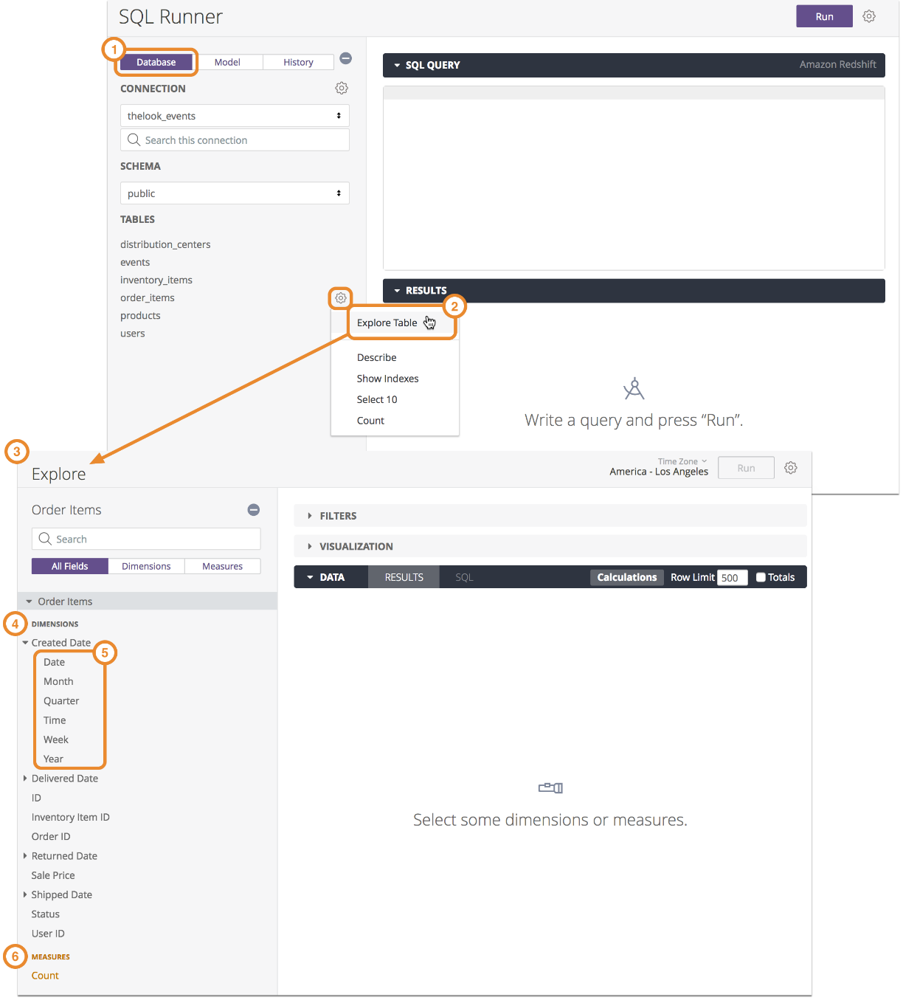 SQL Runner
Run
1
Database
Model
History
CONNECTION
thelook_events
Search this connection
SCHEMA
public
TABLES
distribution_centers
events
inventory_items
order_items
products
users
SQL QUERY
Amazon Redshift
RESULTS
2
Explore Table
Describe
Show Indexes
Select 10
Count
Write a query and press “Run”.
3
Explore
Time Zone
America - Los Angeles
Run
Order Items
Search
All Fields
Dimensions
Measures
Order Items
4
DIMENSIONS
Created Date
5
Date
Month
Quarter
Time
Week
Year
Delivered Date
ID
Inventory Item ID
Order ID
Returned Date
Sale Price
Shipped Date
Status
User ID
6
MEASURES
Count
FILTERS
VISUALIZATION
DATA
RESULTS
SQL
Calculations
Row Limit 500
Totals
Select some dimensions or measures.